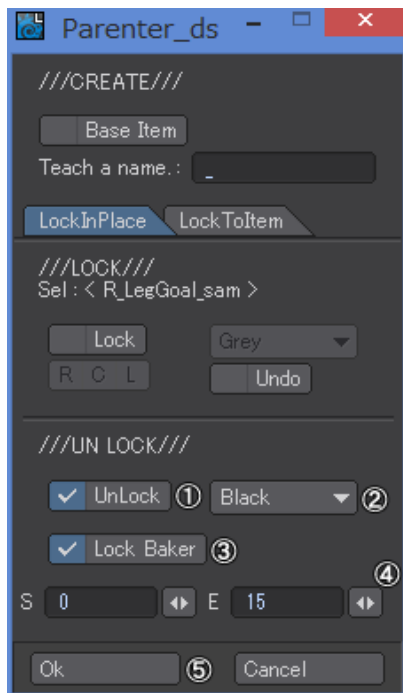 Parenter_ds
///CREATE///
Base Item
Teach a name. : _
LockInPlace LockToItem
///LOCK///
Sel : < R_LegGoal_sam >
Lock Grey
R C L Undo
///UN LOCK///
UnLock ① Black ②
Lock Baker ③
④
S 0 E 15
Ok ⑤ Cancel